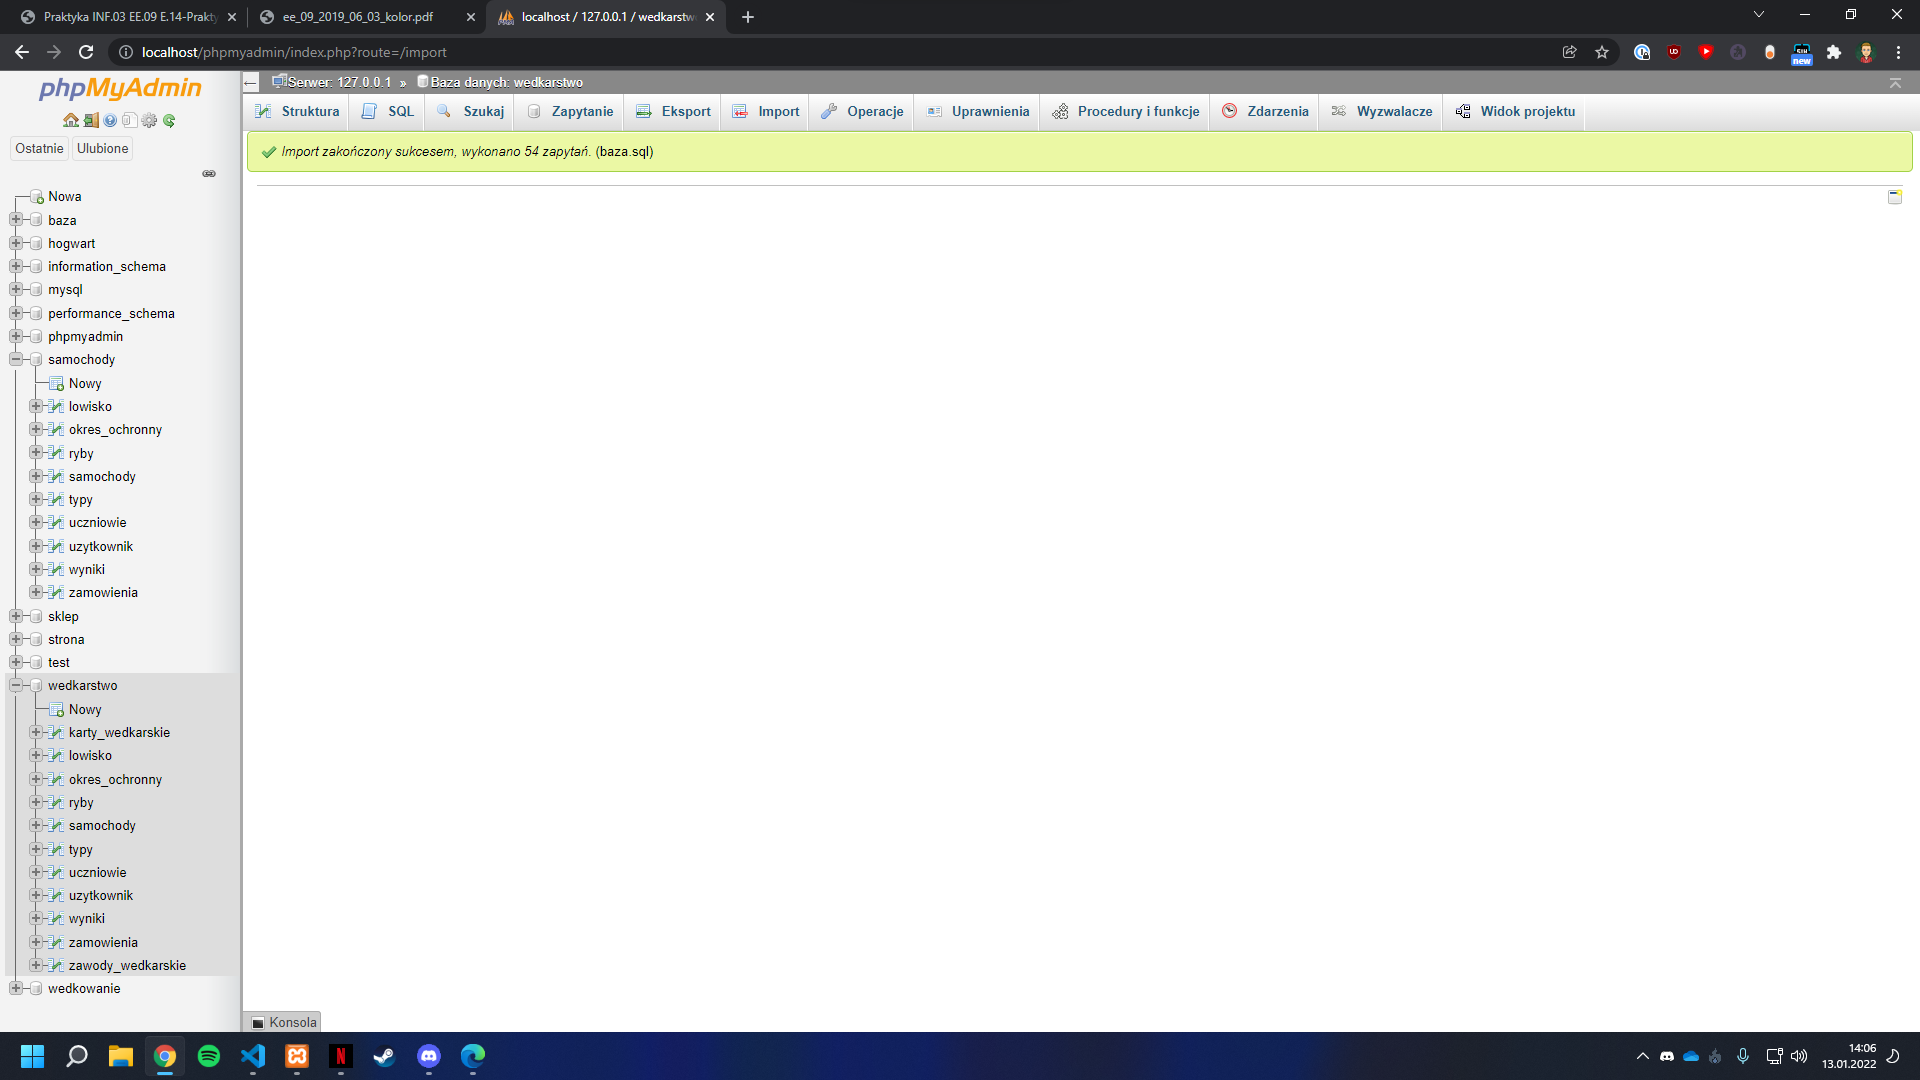 Praktyka INF.03 EE.09 E.14-Prakty
ee_09_2019_06_03_kolor.pdf
localhost / 127.0.0.1 / wedkarstw
localhost/phpmyadmin/index.php?route=/import
new
phpMyAdmin
Ostatnie
Ulubione
Nowa
baza
hogwart
information_schema
mysql
performance_schema
phpmyadmin
samochody
Nowy
lowisko
okres_ochronny
ryby
samochody
typy
uczniowie
uzytkownik
wyniki
zamowienia
sklep
strona
test
wedkarstwo
Nowy
karty_wedkarskie
lowisko
okres_ochronny
ryby
samochody
typy
uczniowie
uzytkownik
wyniki
zamowienia
zawody_wedkarskie
wedkowanie
Serwer: 127.0.0.1 » Baza danych: wedkarstwo
Struktura SQL Szukaj Zapytanie Eksport Import Operacje Uprawnienia Procedury i funkcje Zdarzenia Wyzwalacze Widok projektu
Import zakończony sukcesem, wykonano 54 zapytań. (baza.sql)
Konsola
14:06
13.01.2022